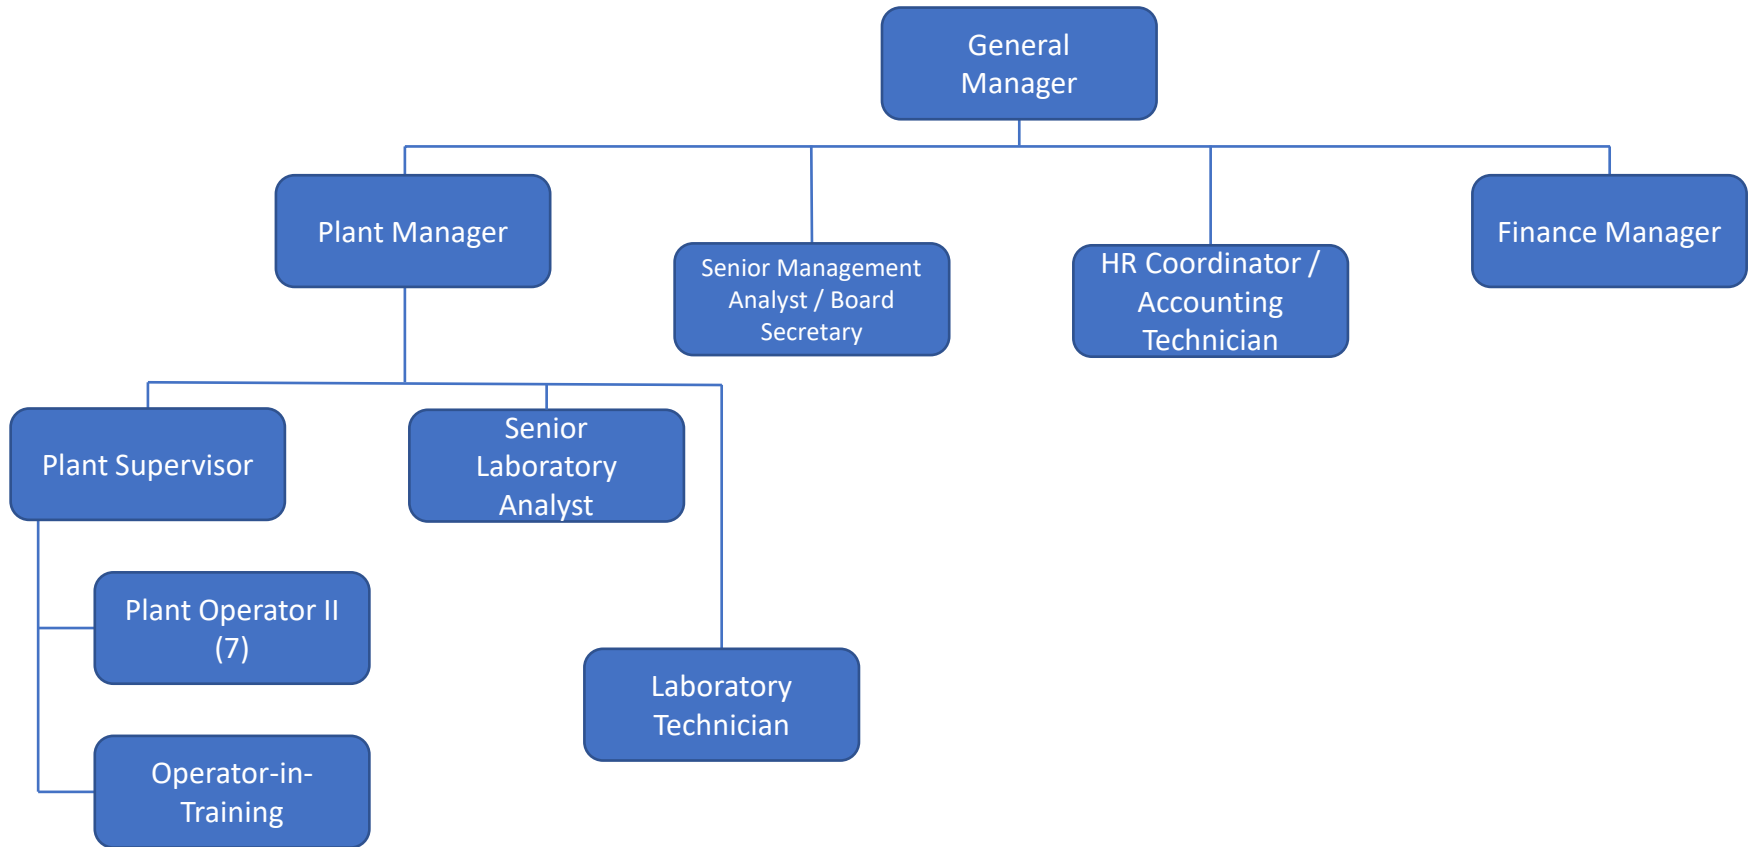 General
Manager
Plant Manager
Senior Management
Analyst / Board
Secretary
HR Coordinator /
Accounting
Technician
Finance Manager
Plant Supervisor
Senior
Laboratory
Analyst
Plant Operator II
(7)
Laboratory
Technician
Operator-in-
Training